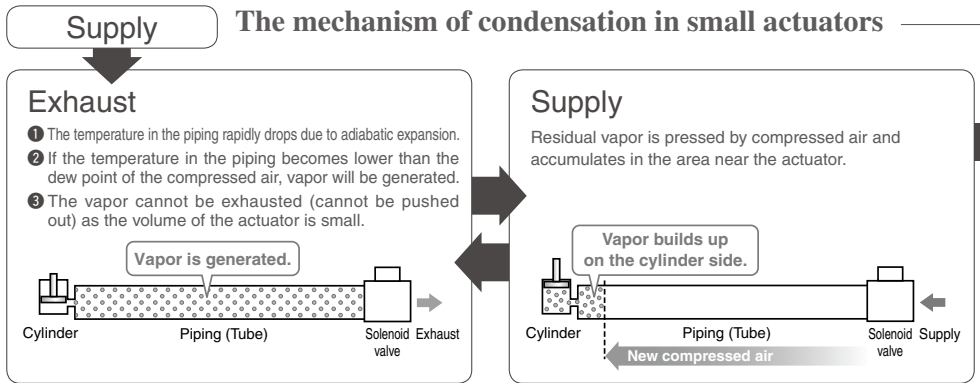 Supply
The mechanism of condensation in small actuators
Exhaust
❶ The temperature in the piping rapidly drops due to adiabatic expansion.
❷ If the temperature in the piping becomes lower than the
dew point of the compressed air, vapor will be generated.
❸ The vapor cannot be exhausted (cannot be pushed
out) as the volume of the actuator is small.
Vapor is generated.
Cylinder
Piping (Tube)
Solenoid
valve
Exhaust
Supply
Residual vapor is pressed by compressed air and
accumulates in the area near the actuator.
Vapor builds up
on the cylinder side.
Cylinder
Piping (Tube)
Solenoid
valve
Supply
New compressed air